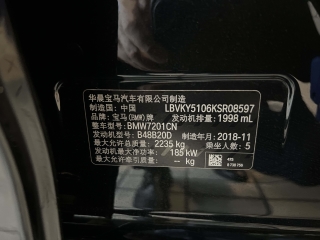 华晨宝马汽车有限公司制造
制造国：中国 LBVKY5106KSR08597
品牌：宝马(BMW)牌 发动机排量：1998 mL
整车型号：BMW7201CN
发动机型号：B48B20D 制造年月：2018-11
最大允许总质量：2235 kg 乘坐人数：5
发动机最大净功率：165 kW
最大允许牵引质量：— kg